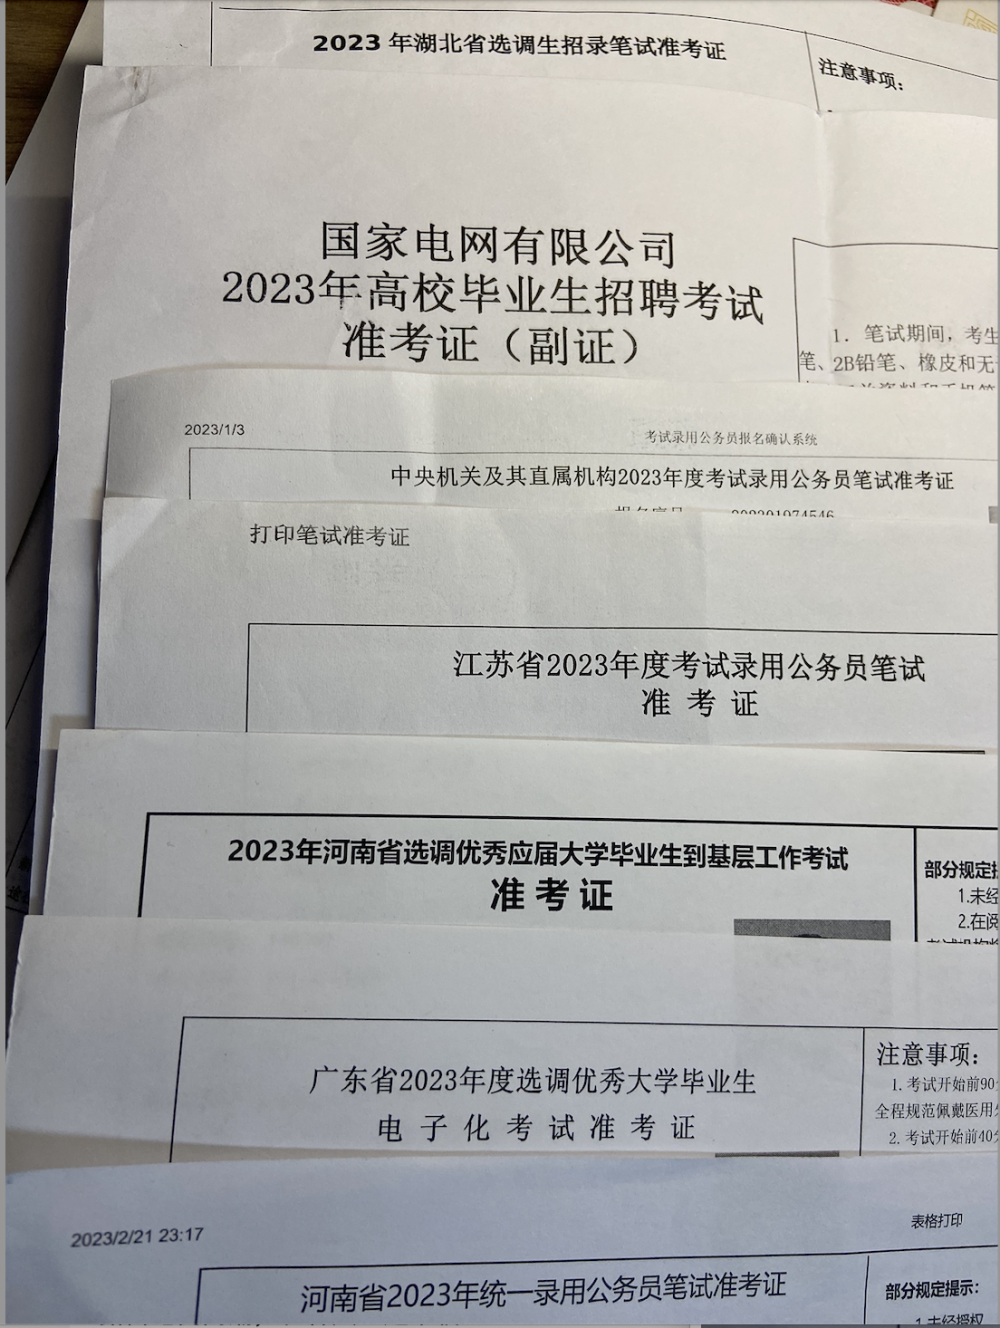 2023 年湖北省选调生招录笔试准考证
注意事项:
国家电网有限公司
2023年高校毕业生招聘考试
准考证（副证）
1. 笔试期间，考生
笔、2B铅笔、橡皮和无
2023/1/3
考试录用公务员报名确认系统
中央机关及其直属机构2023年度考试录用公务员笔试准考证
打印笔试准考证
江苏省2023年度考试录用公务员笔试
准 考 证
2023年河南省选调优秀应届大学毕业生到基层工作考试
准 考 证
部分规定提
1.未经
2.在阅
广东省2023年度选调优秀大学毕业生
电 子 化 考 试 准 考 证
注意事项:
1. 考试开始前90分
全程规范佩戴医用外
2. 考试开始前40分
2023/2/21 23:17
表格打印
河南省2023年统一录用公务员笔试准考证
部分规定提示:
1.未经授权